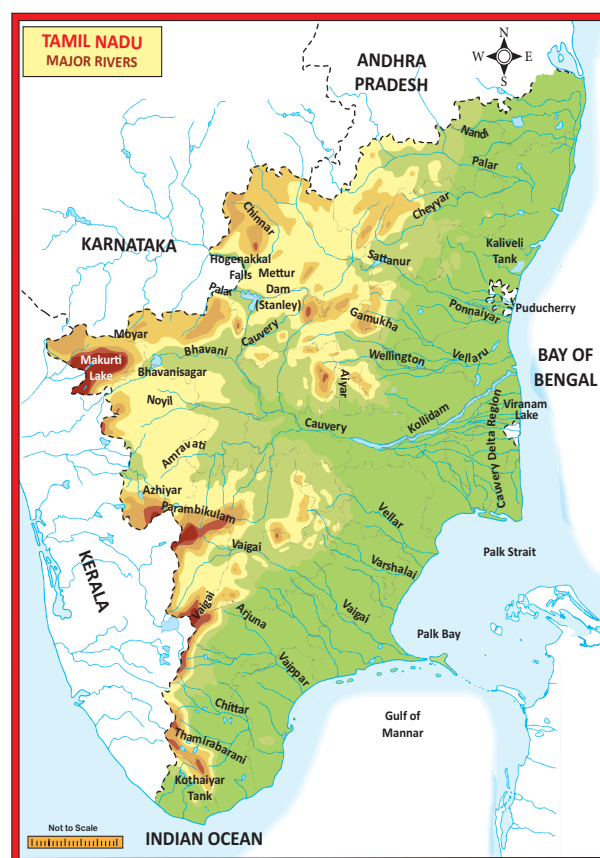 TAMIL NADU
MAJOR RIVERS
N
W
E
S
ANDHRA
PRADESH
Nandi
Palar
Cheyyar
Chinnar
KARNATAKA
Kaliveli
Tank
Sattanur
Hogenakkal
Falls
Mettur
Dam
(Stanley)
Palar
Ponnaiyar
Puducherry
Gamukha
Cauvery
Moyar
Bhavani
Wellington
Vellaru
BAY OF
BENGAL
Makurti
Lake
Bhavanisagar
Aiyar
Noyil
Viranam
Lake
Kollidam
Cauvery
Cauvery Delta Region
Amravati
Azhiyar
Parambikulam
Vellar
Vaigai
Varshalai
Palk Strait
KERALA
Vaigai
Arjuna
Vaigai
Palk Bay
Vaippar
Chittar
Gulf of
Mannar
Thamirabarani
Kothaiyar
Tank
Not to Scale
INDIAN OCEAN